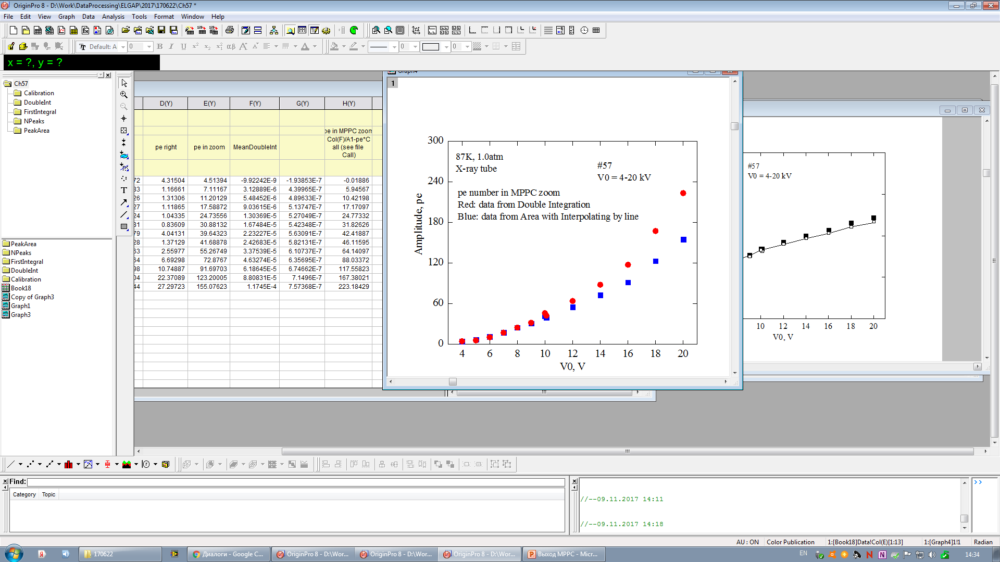 OriginPro 8 - D:\Work\DataProcessing\ELGAP\2017\170622\Ch57 *
File Edit View Graph Data Analysis Tools Format Window Help
Default: A 0 B I U αβ A 0 0
x = ?, y = ?
Ch57
Calibration
DoubleInt
FirstIntegral
NPeaks
PeakArea
PeakArea
NPeaks
FirstIntegral
DoubleInt
Calibration
Book18
Copy of Graph3
Graph1
Graph3
D(Y) E(Y) F(Y) G(Y) H(Y)
pe in MPPC zoom
pe right pe in zoom MeanDoubleInt Col(F)/A1-pe*C
all (see file
Call)
72 4.31504 4.51394 -9.92242E-9 -1.93853E-7 -0.01886
33 1.16661 7.11167 3.12889E-6 4.39965E-7 5.94567
26 1.31306 11.20129 5.48452E-6 4.89633E-7 10.42198
27 1.11865 17.58872 9.03615E-6 5.13747E-7 17.17097
24 1.04335 24.73556 1.30369E-5 5.27049E-7 24.77332
31 0.83609 30.88132 1.67484E-5 5.42348E-7 31.82626
79 4.04131 39.64323 2.23227E-5 5.63091E-7 42.41887
28 1.37129 41.68878 2.42683E-5 5.82131E-7 46.11595
63 2.55977 55.26749 3.37539E-5 6.10737E-7 64.14097
64 6.69298 72.8767 4.63274E-5 6.35695E-7 88.03372
98 10.74887 91.69703 6.18645E-5 6.74662E-7 117.55823
04 22.37089 123.20005 8.80831E-5 7.1496E-7 167.38021
44 27.29723 155.07623 1.1745E-4 7.57368E-7 223.18429
Graph4
1
300
240
180
120
60
0
Amplitude, pe
87K, 1.0atm
X-ray tube
#57
V0 = 4-20 kV
pe number in MPPC zoom
Red: data from Double Integration
Blue: data from Area with Interpolating by line
4 6 8 10 12 14 16 18 20
V0, V
#57
V0 = 4-20 kV
10 12 14 16 18 20
V0, V
Find:
Category Topic
//--09.11.2017 14:11
//--09.11.2017 14:18
>>
AU : ON Color Publication 1:[Book18]Data!Col(E)[1:13] 1:[Graph4]1!1 Radian
170622
Диалоги - Google C...
OriginPro 8 - D:\Wor...
OriginPro 8 - D:\Wor...
OriginPro 8 - D:\Wor...
Выход MPPC - Micr...
EN
14:34